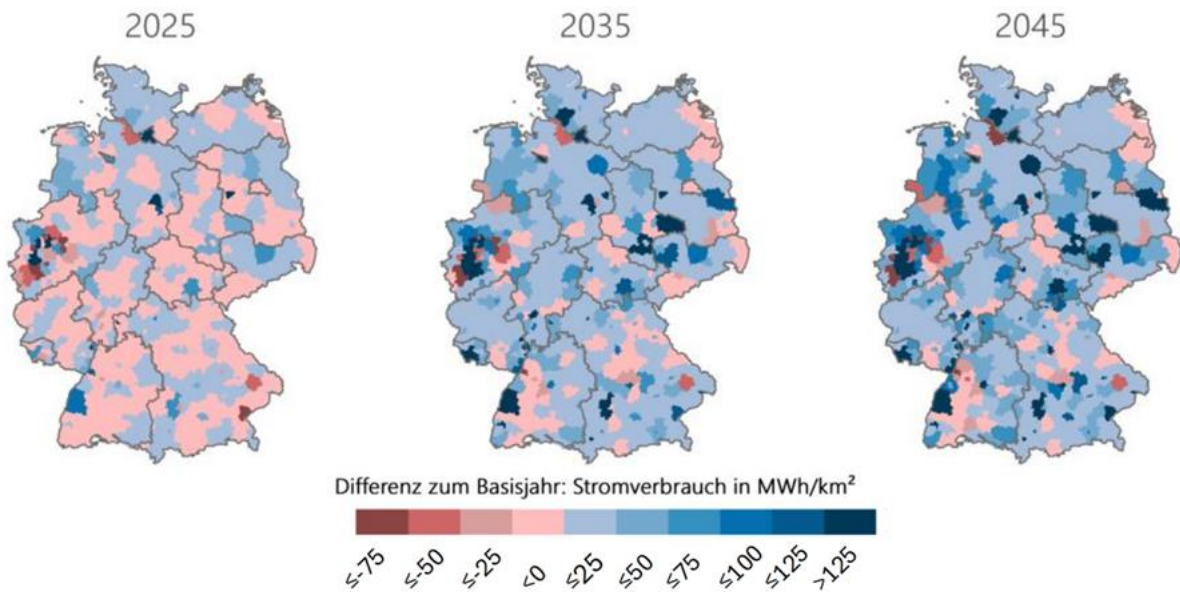 2025 2035 2045
Differenz zum Basisjahr: Stromverbrauch in MWh/km²
≤-75 ≤-50 ≤-25 <0 ≤25 ≤50 ≤75 ≤100 ≤125 >125